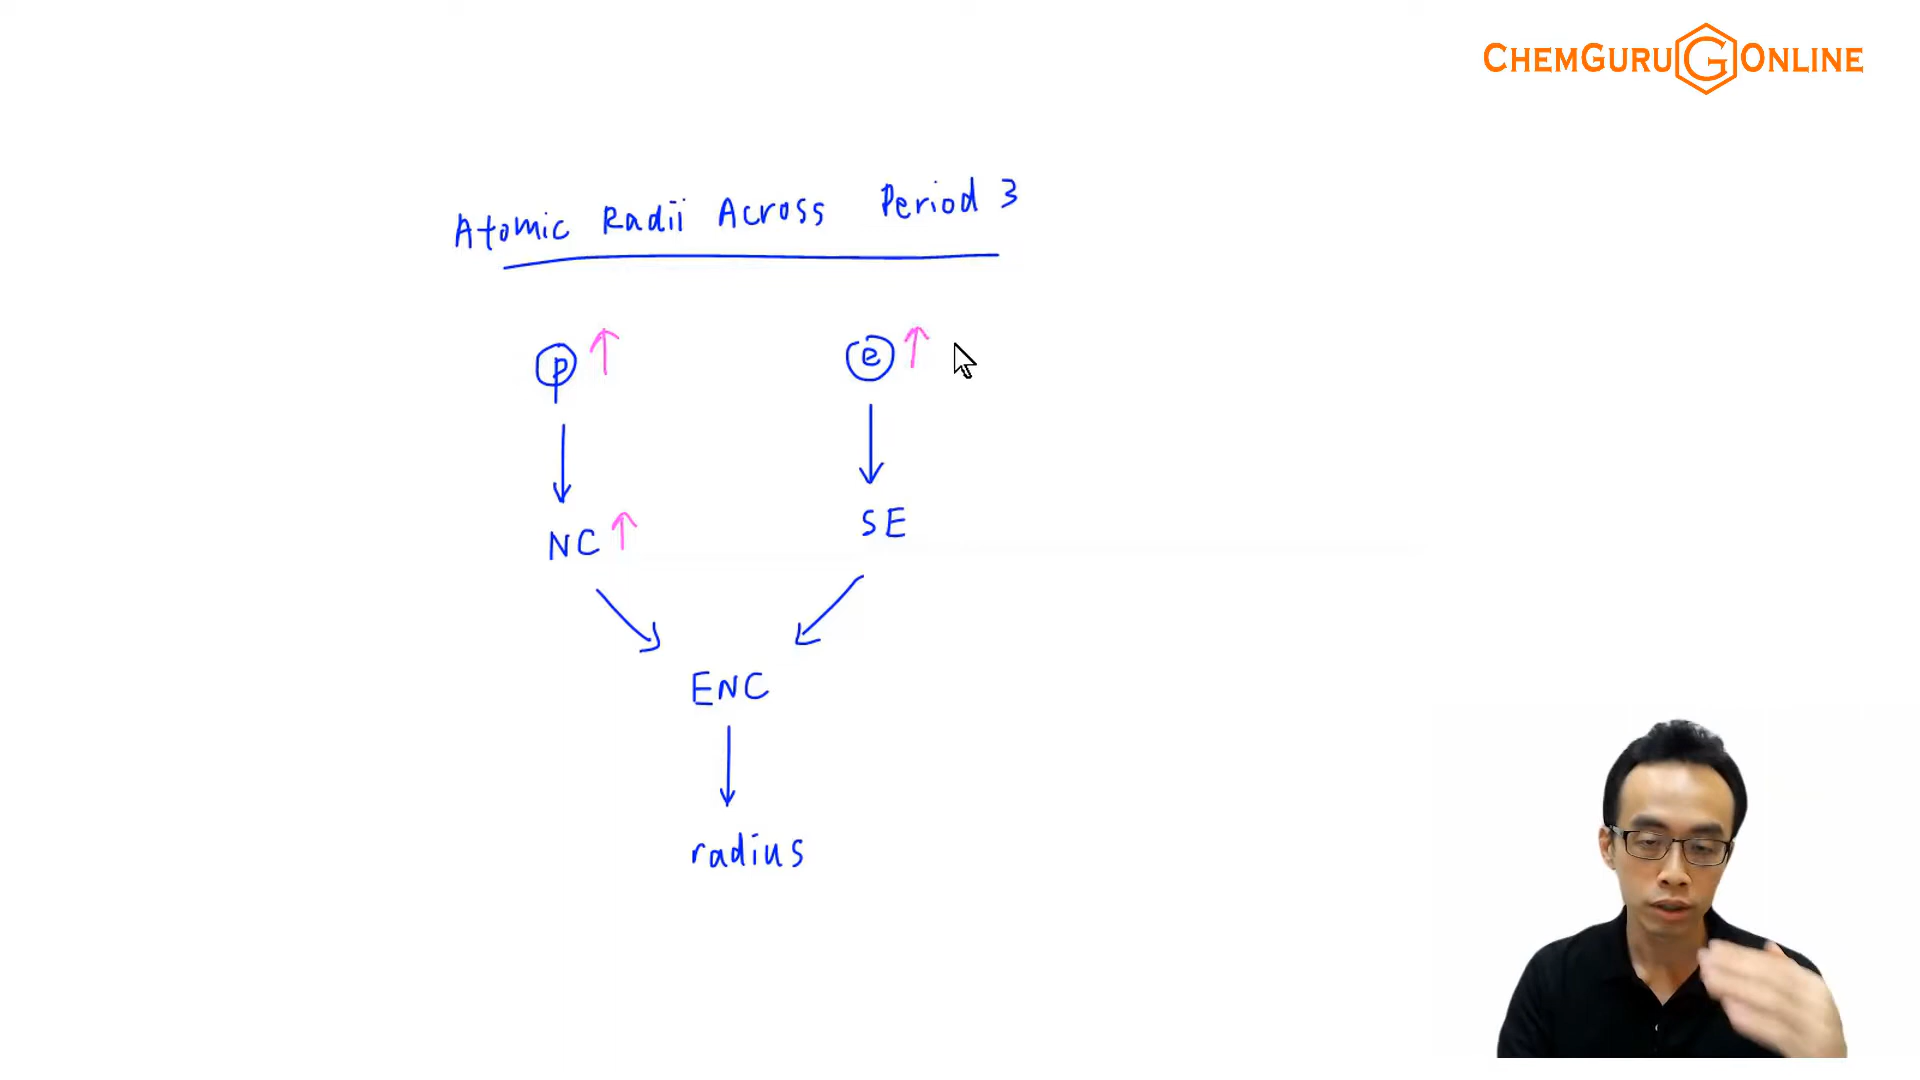 CHEMGURU G ONLINE
Atomic Radii Across Period 3
p ↑
e ↑
NC ↑
SE
ENC
radius